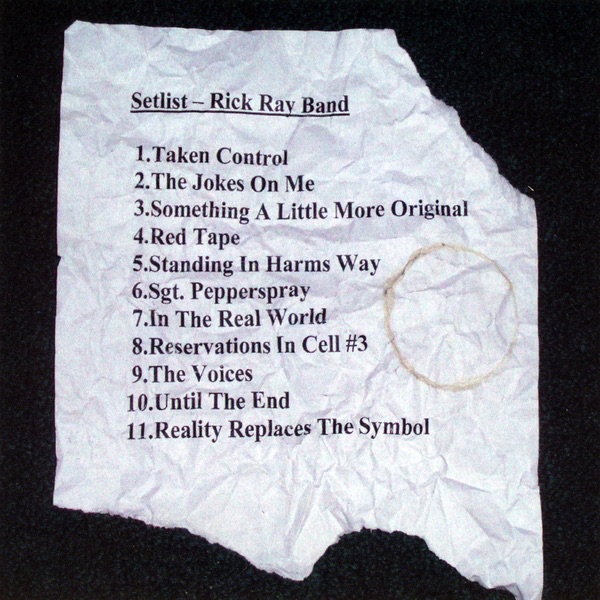 Setlist – Rick Ray Band
1.Taken Control
2.The Jokes On Me
3.Something A Little More Original
4.Red Tape
5.Standing In Harms Way
6.Sgt. Pepperspray
7.In The Real World
8.Reservations In Cell #3
9.The Voices
10.Until The End
11.Reality Replaces The Symbol